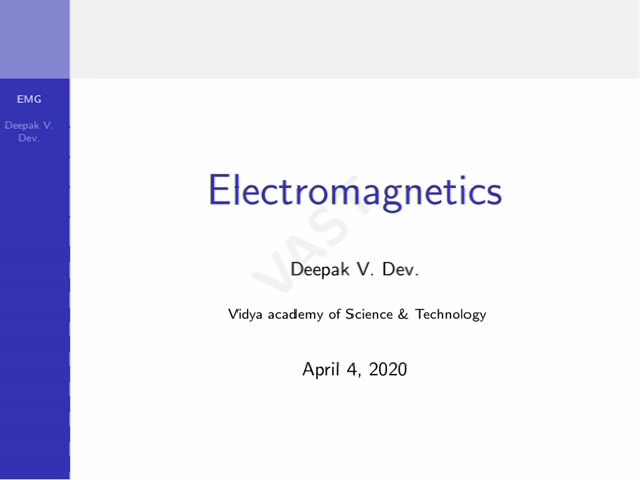 EMG
Deepak V.
Dev.
Electromagnetics
VAST
Deepak V. Dev.
Vidya academy of Science & Technology
April 4, 2020